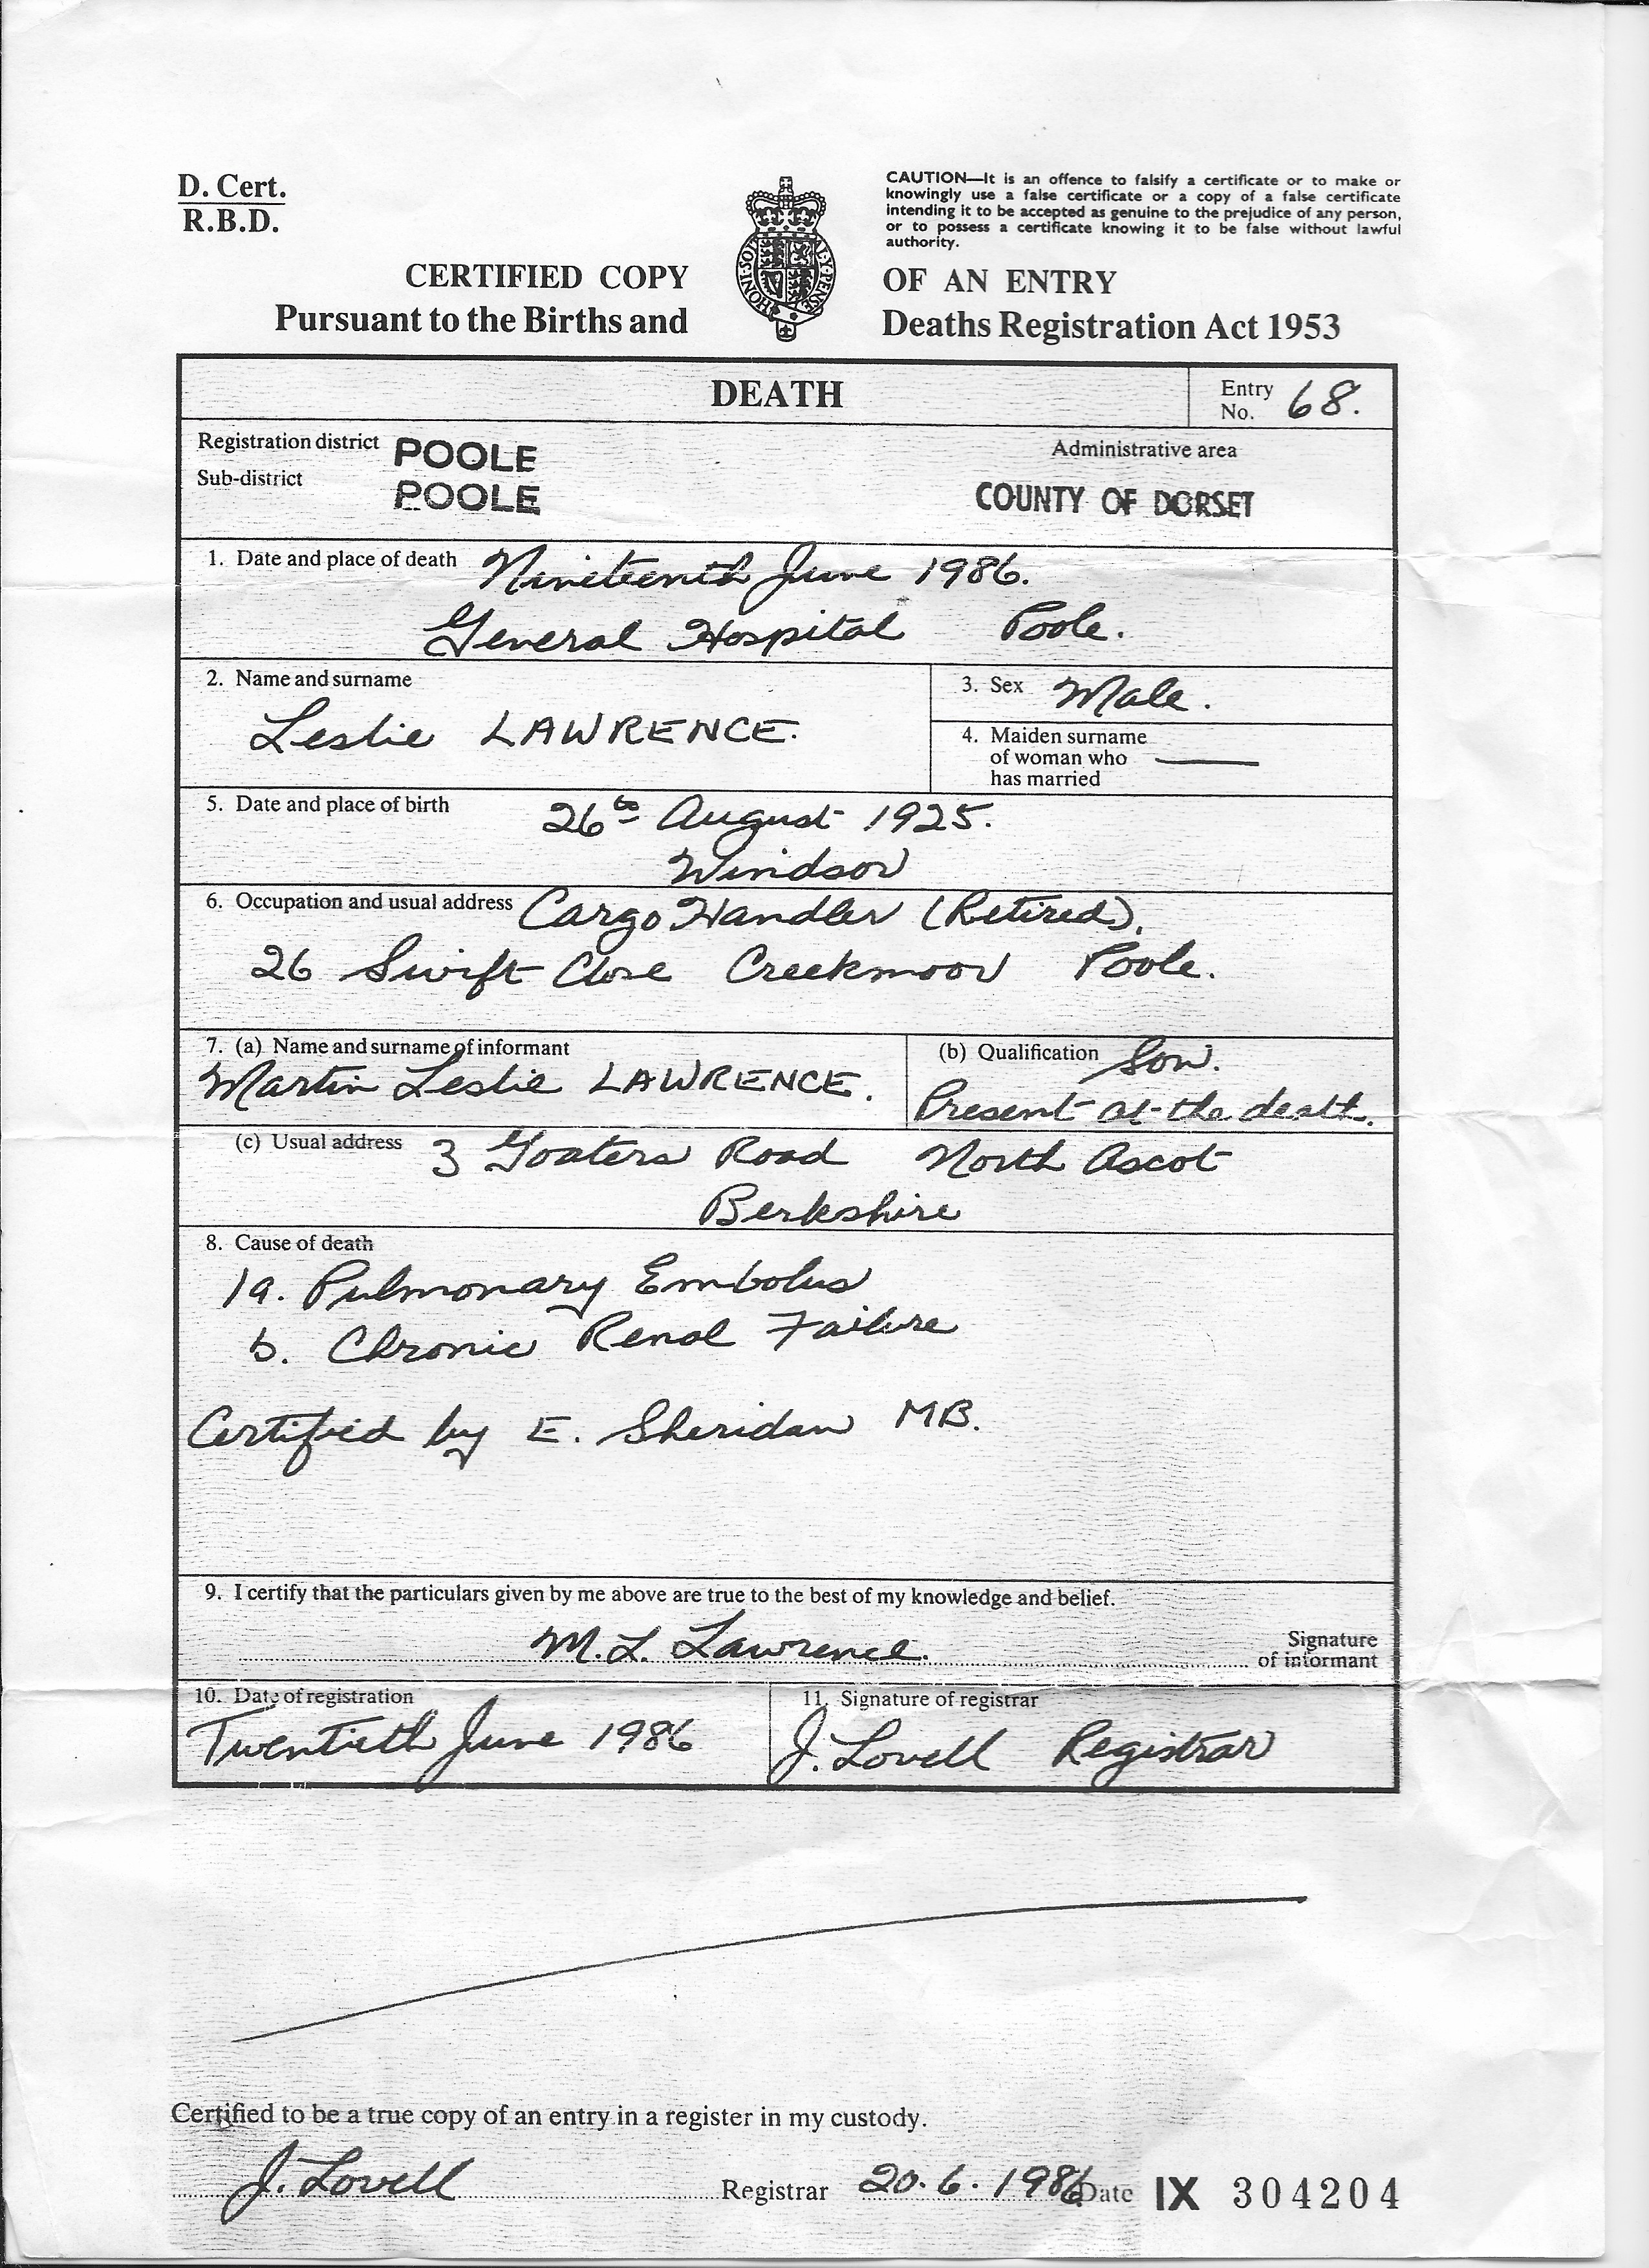 D. Cert.
R.B.D.
CAUTION—It is an offence to falsify a certificate or to make or
knowingly use a false certificate or a copy of a false certificate
intending it to be accepted as genuine to the prejudice of any person,
or to possess a certificate knowing it to be false without lawful
authority.
HONI SOIT Y PENSE
CERTIFIED COPY OF AN ENTRY
Pursuant to the Births and Deaths Registration Act 1953
DEATH
Entry No. 68.
Registration district POOLE
Sub-district POOLE
Administrative area
COUNTY OF DORSET
1. Date and place of death Nineteenth June 1986.
General Hospital Poole.
2. Name and surname
Leslie LAWRENCE.
3. Sex Male.
4. Maiden surname
of woman who
has married
5. Date and place of birth 26th August 1925.
Windsor
6. Occupation and usual address Cargo Handler (Retired).
26 Swift Close Creekmoor Poole.
7. (a) Name and surname of informant
Martin Leslie LAWRENCE.
(b) Qualification Son.
Present at the death.
(c) Usual address 3 Goaters Road North Ascot
Berkshire
8. Cause of death
1a. Pulmonary Embolus
b. Chronic Renal Failure
Certified by E. Sheridan MB.
9. I certify that the particulars given by me above are true to the best of my knowledge and belief.
M. L. Lawrence. Signature
of informant
10. Date of registration
Twentieth June 1986
11. Signature of registrar
J. Lovell Registrar
Certified to be a true copy of an entry in a register in my custody.
J. Lovell Registrar 20.6.1986 Date IX 304204